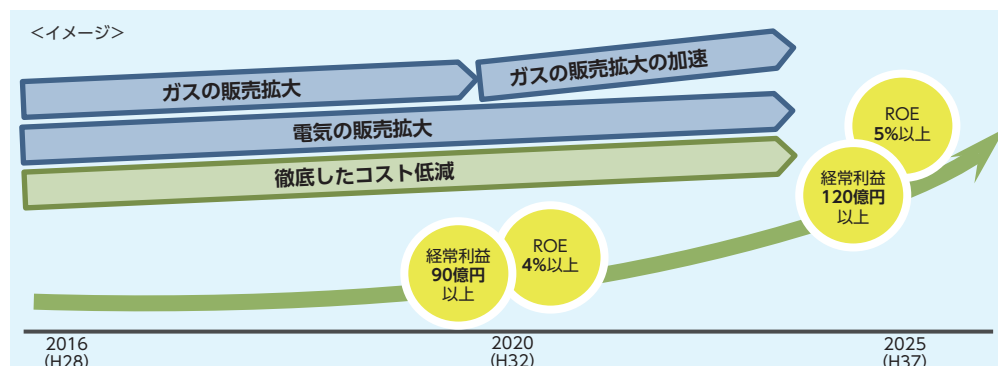 ＜イメージ＞
ガスの販売拡大
ガスの販売拡大の加速
電気の販売拡大
徹底したコスト低減
ROE
5%以上
経常利益
120億円
以上
ROE
4%以上
経常利益
90億円
以上
2016
(H28)
2020
(H32)
2025
(H37)